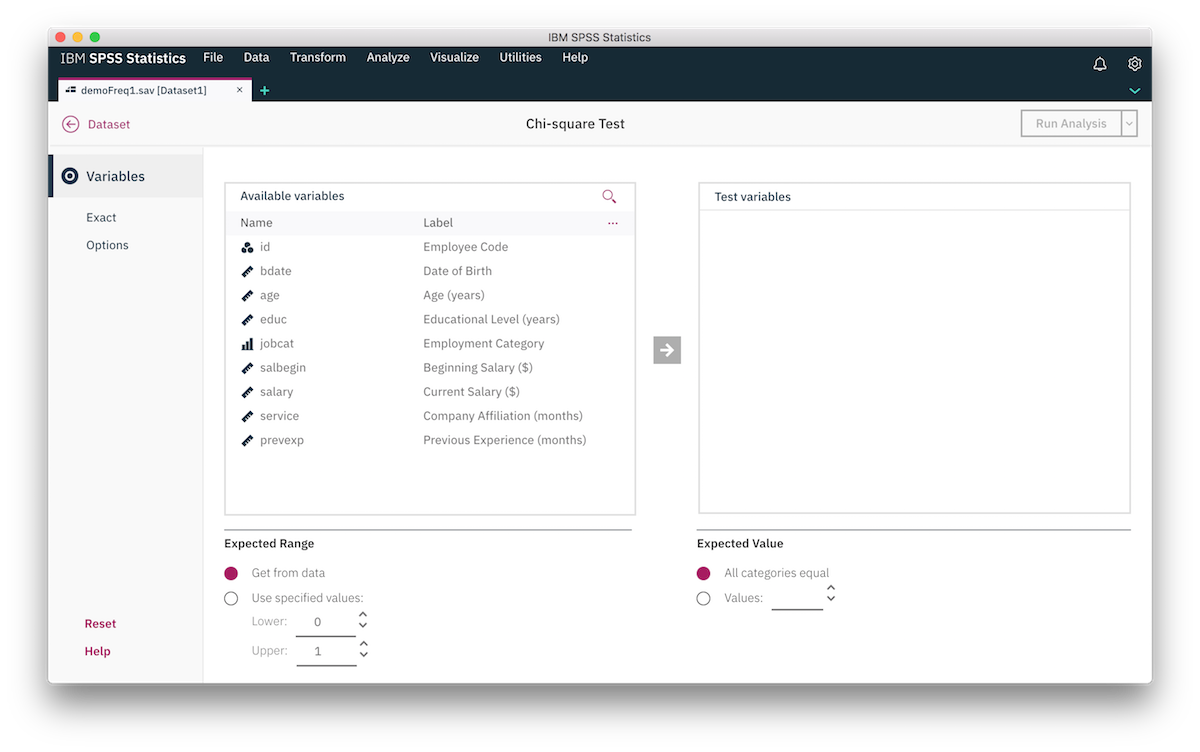 IBM SPSS Statistics
IBM SPSS Statistics File Data Transform Analyze Visualize Utilities Help
demoFreq1.sav [Dataset1] × +
Dataset Chi-square Test Run Analysis
Variables
Exact
Options
Reset
Help
Available variables
Name Label ...
id Employee Code
bdate Date of Birth
age Age (years)
educ Educational Level (years)
jobcat Employment Category
salbegin Beginning Salary ($)
salary Current Salary ($)
service Company Affiliation (months)
prevexp Previous Experience (months)
Test variables
Expected Range
Get from data
Use specified values:
Lower: 0
Upper: 1
Expected Value
All categories equal
Values: